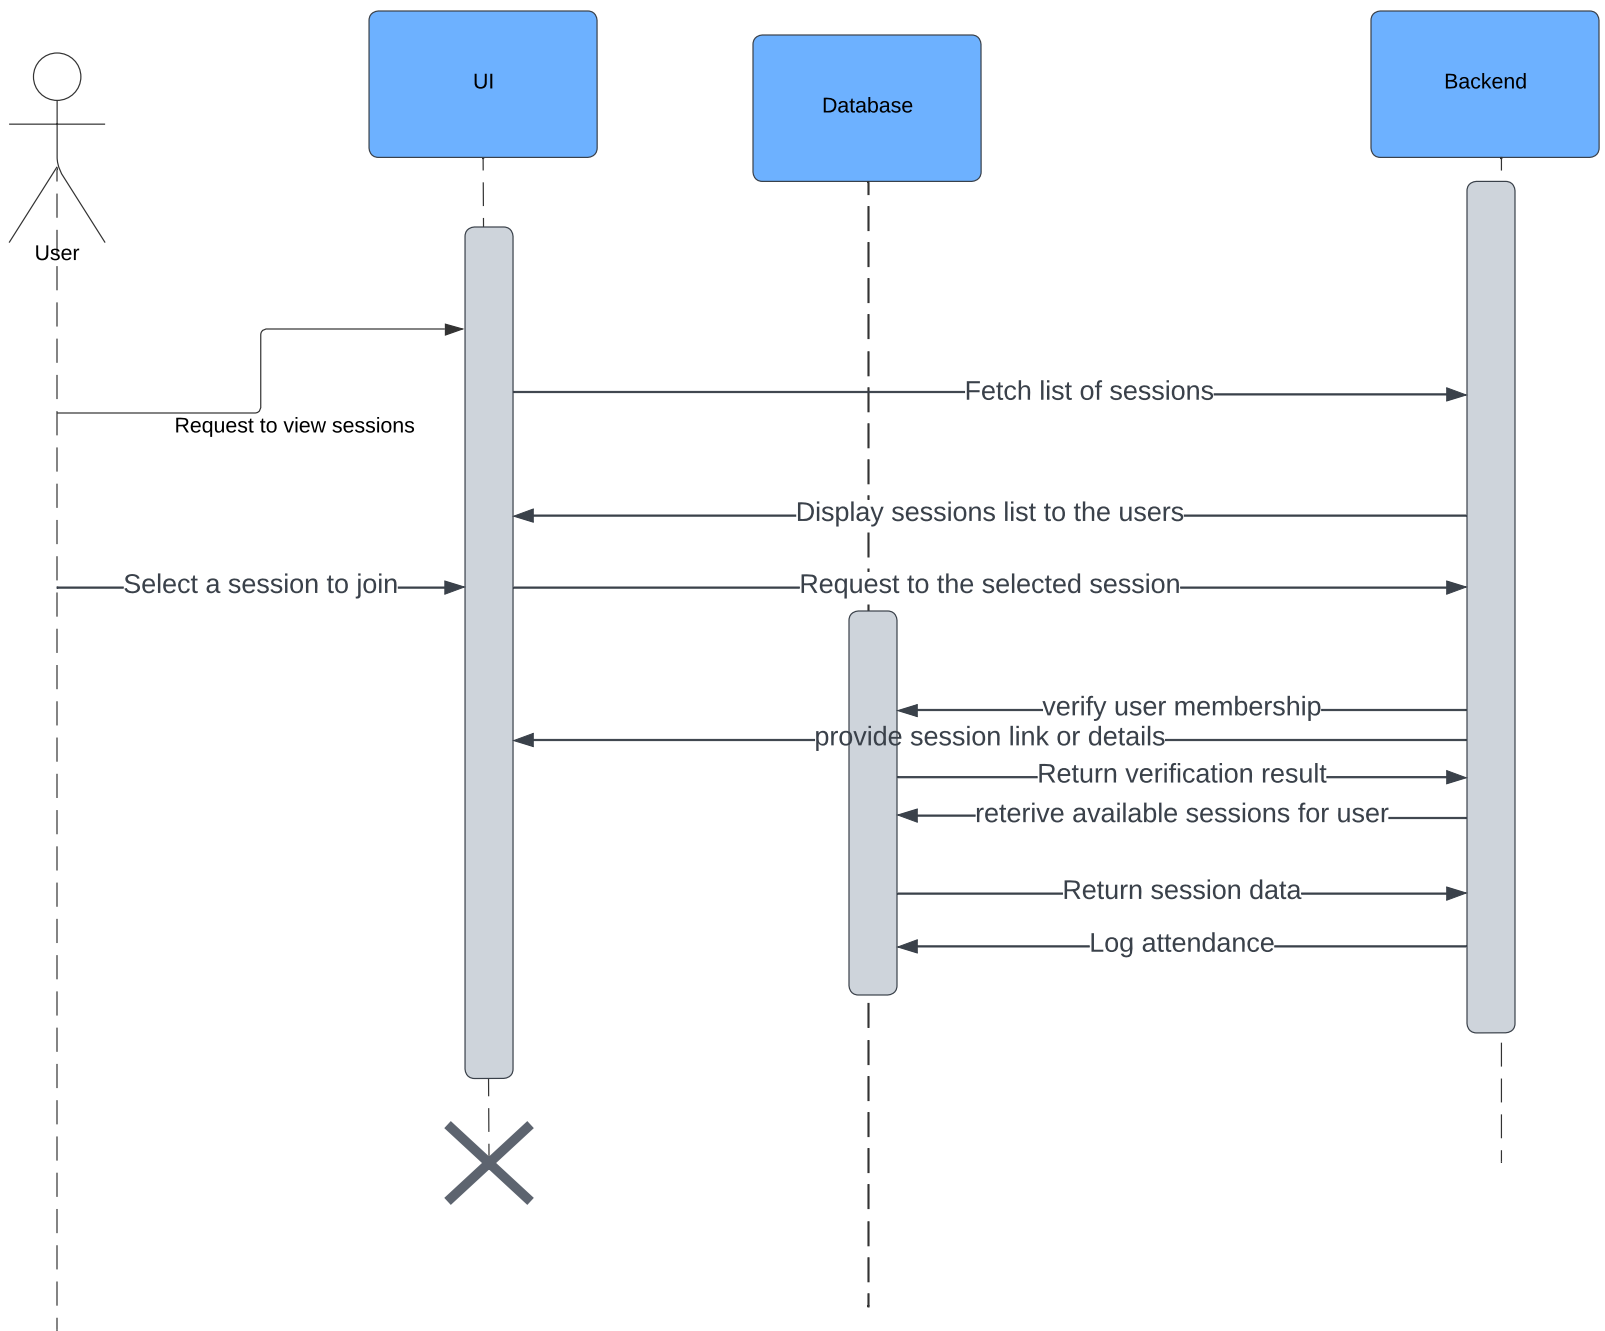 UI
Database
Backend
User
Fetch list of sessions
Request to view sessions
Display sessions list to the users
Select a session to join
Request to the selected session
verify user membership
provide session link or details
Return verification result
reterive available sessions for user
Return session data
Log attendance